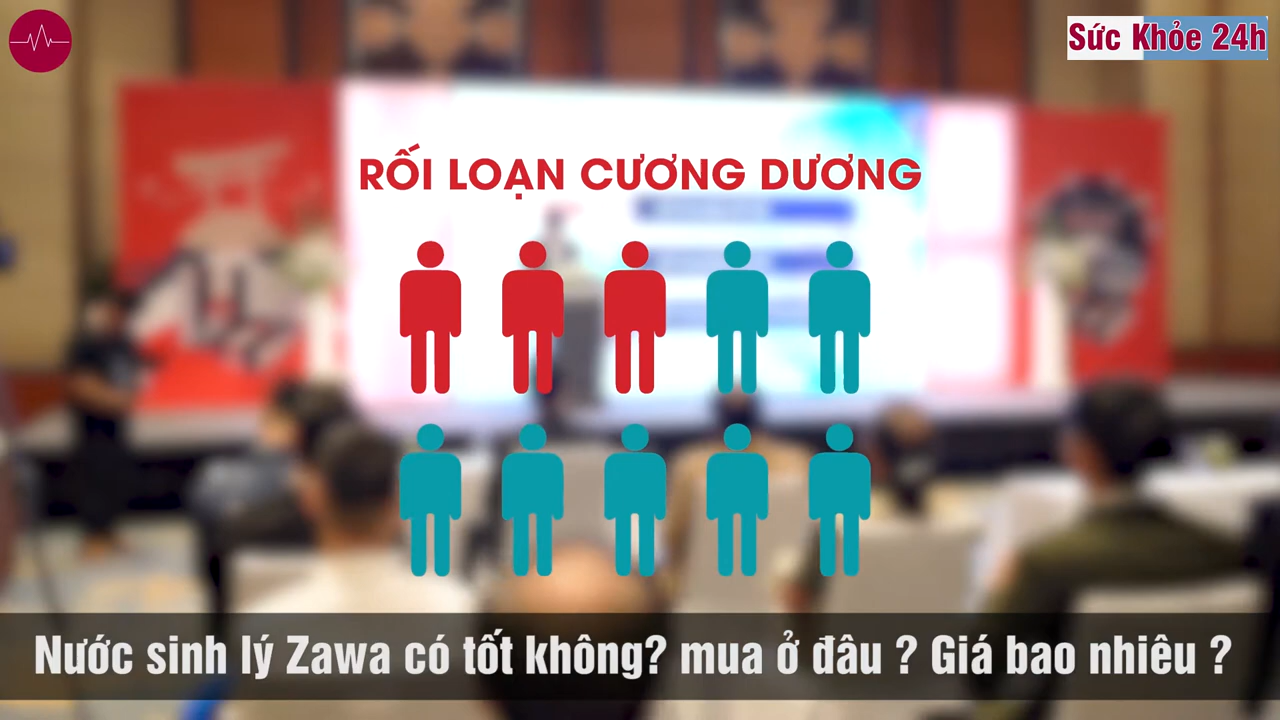 Sức Khỏe 24h
RỐI LOẠN CƯƠNG DƯƠNG
Nước sinh lý Zawa có tốt không? mua ở đâu ? Giá bao nhiêu ?